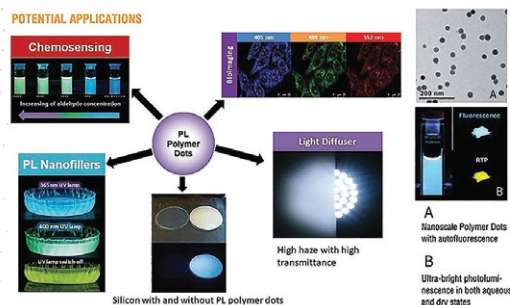 POTENTIAL APPLICATIONS
Chemosensing
Increasing of aldehyde concentration
Bioimaging
405 nm
488 nm
552 nm
PL
Polymer
Dots
PL Nanofillers
365 nm UV lamp
400 nm UV lamp
UV lamp switch off
Light Diffuser
High haze with high
transmittance
Silicon with and without PL polymer dots
200 nm
A
Fluorescence
RTP
B
A
Nanoscale Polymer Dots
with autofluorescence
B
Ultra-bright photolumi-
nescence in both aqueous
and dry states